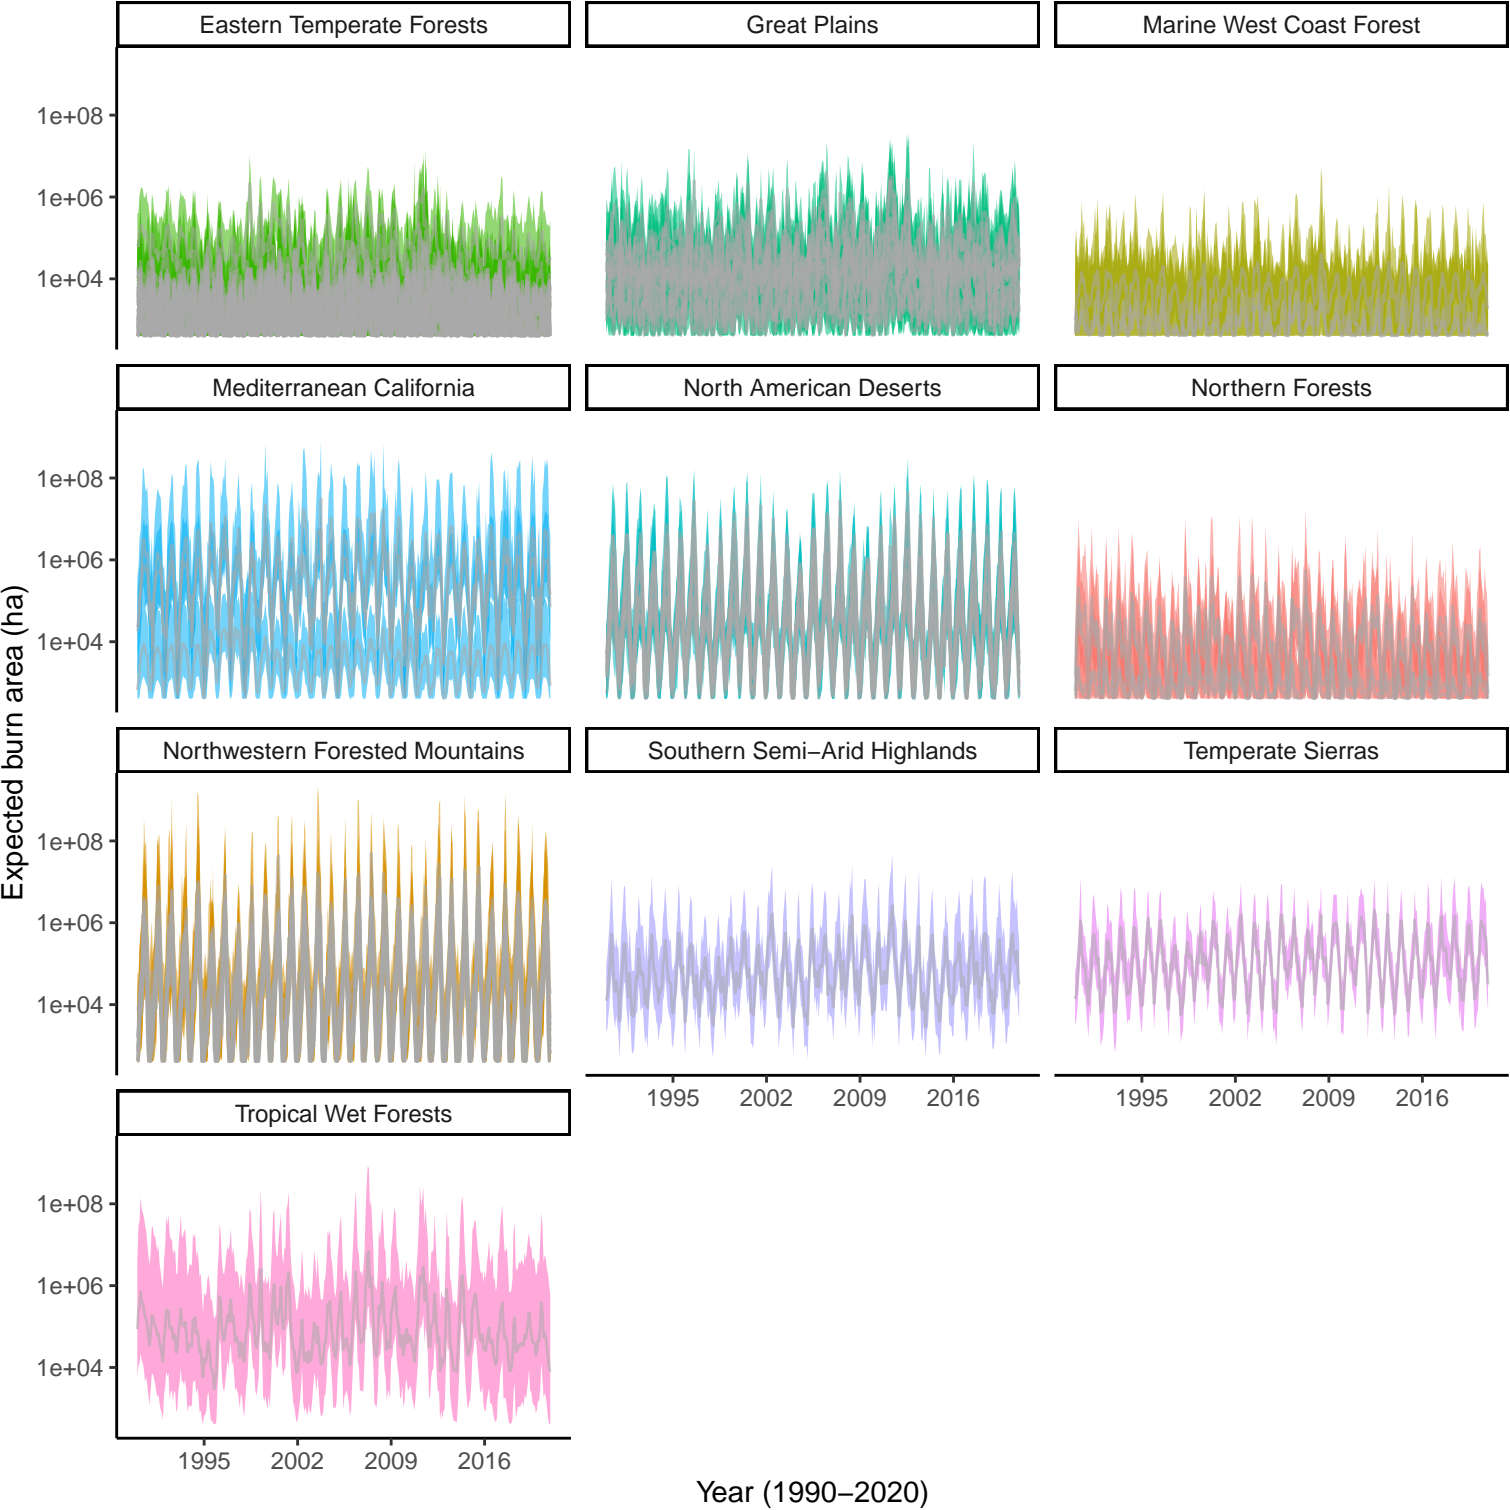 Eastern Temperate Forests
Great Plains
Marine West Coast Forest
1e+08
1e+06
1e+04
Mediterranean California
North American Deserts
Northern Forests
1e+08
1e+06
1e+04
Expected burn area (ha)
Northwestern Forested Mountains
Southern Semi−Arid Highlands
Temperate Sierras
1e+08
1e+06
1e+04
1995 2002 2009 2016
1995 2002 2009 2016
Tropical Wet Forests
1e+08
1e+06
1e+04
1995 2002 2009 2016
Year (1990−2020)